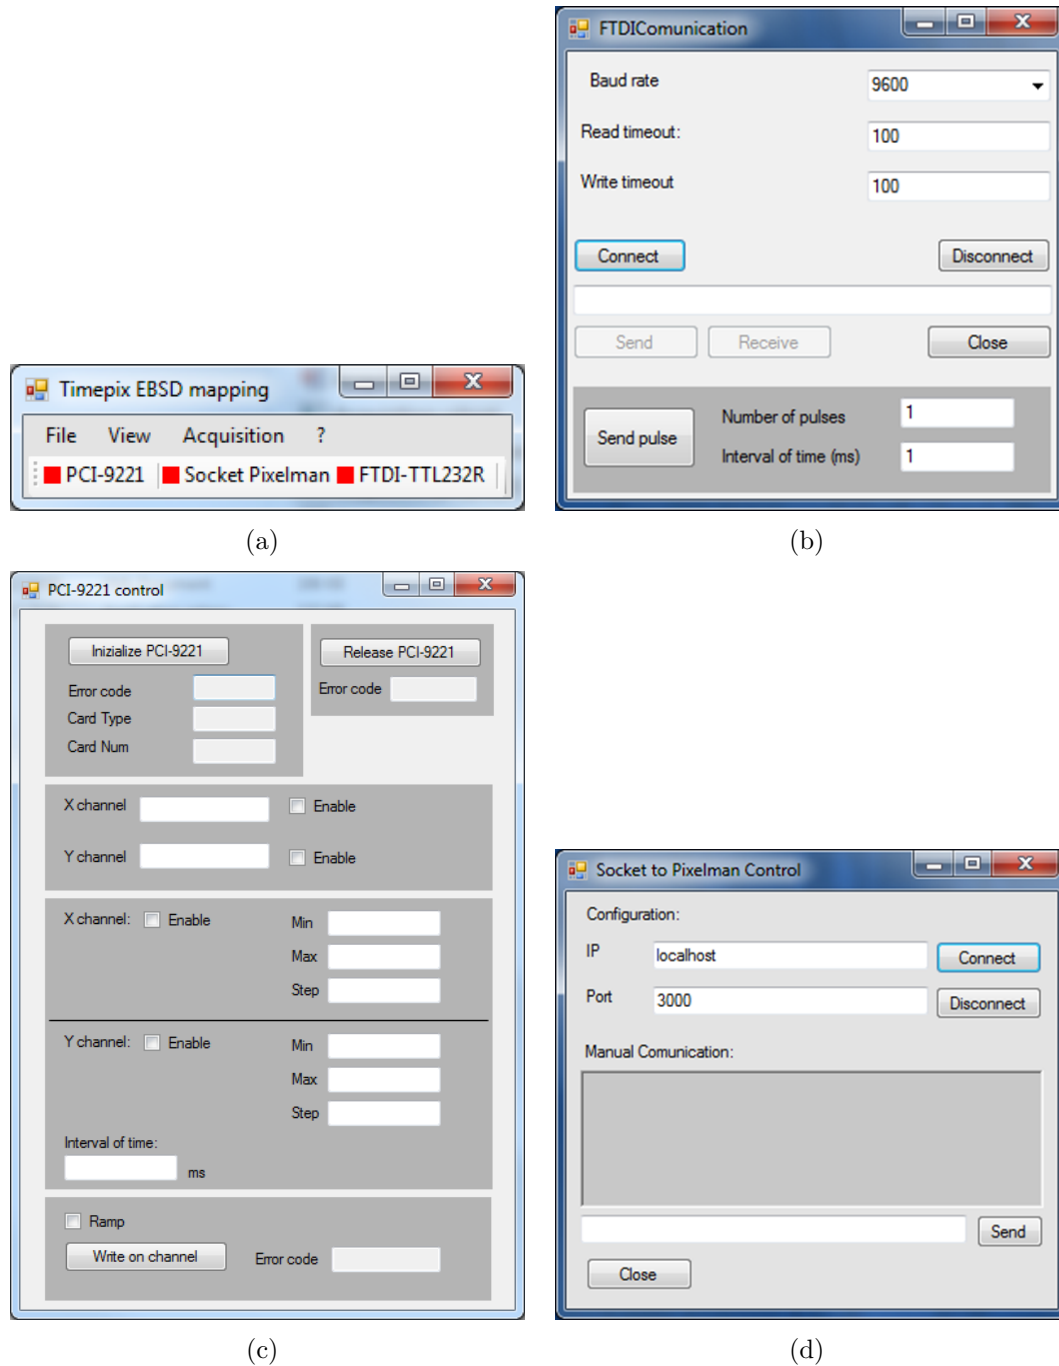 Timepix EBSD mapping
File View Acquisition ?
PCI-9221 Socket Pixelman FTDI-TTL232R
(a)
FTDIComunication
Baud rate 9600
Read timeout: 100
Write timeout 100
Connect Disconnect
Send Receive Close
Send pulse
Number of pulses 1
Interval of time (ms) 1
(b)
PCI-9221 control
Inizialize PCI-9221 Release PCI-9221
Error code Error code
Card Type
Card Num
X channel Enable
Y channel Enable
X channel: Enable Min
Max
Step
Y channel: Enable Min
Max
Step
Interval of time:
ms
Ramp
Write on channel Error code
(c)
Socket to Pixelman Control
Configuration:
IP localhost Connect
Port 3000 Disconnect
Manual Comunication:
Send
Close
(d)